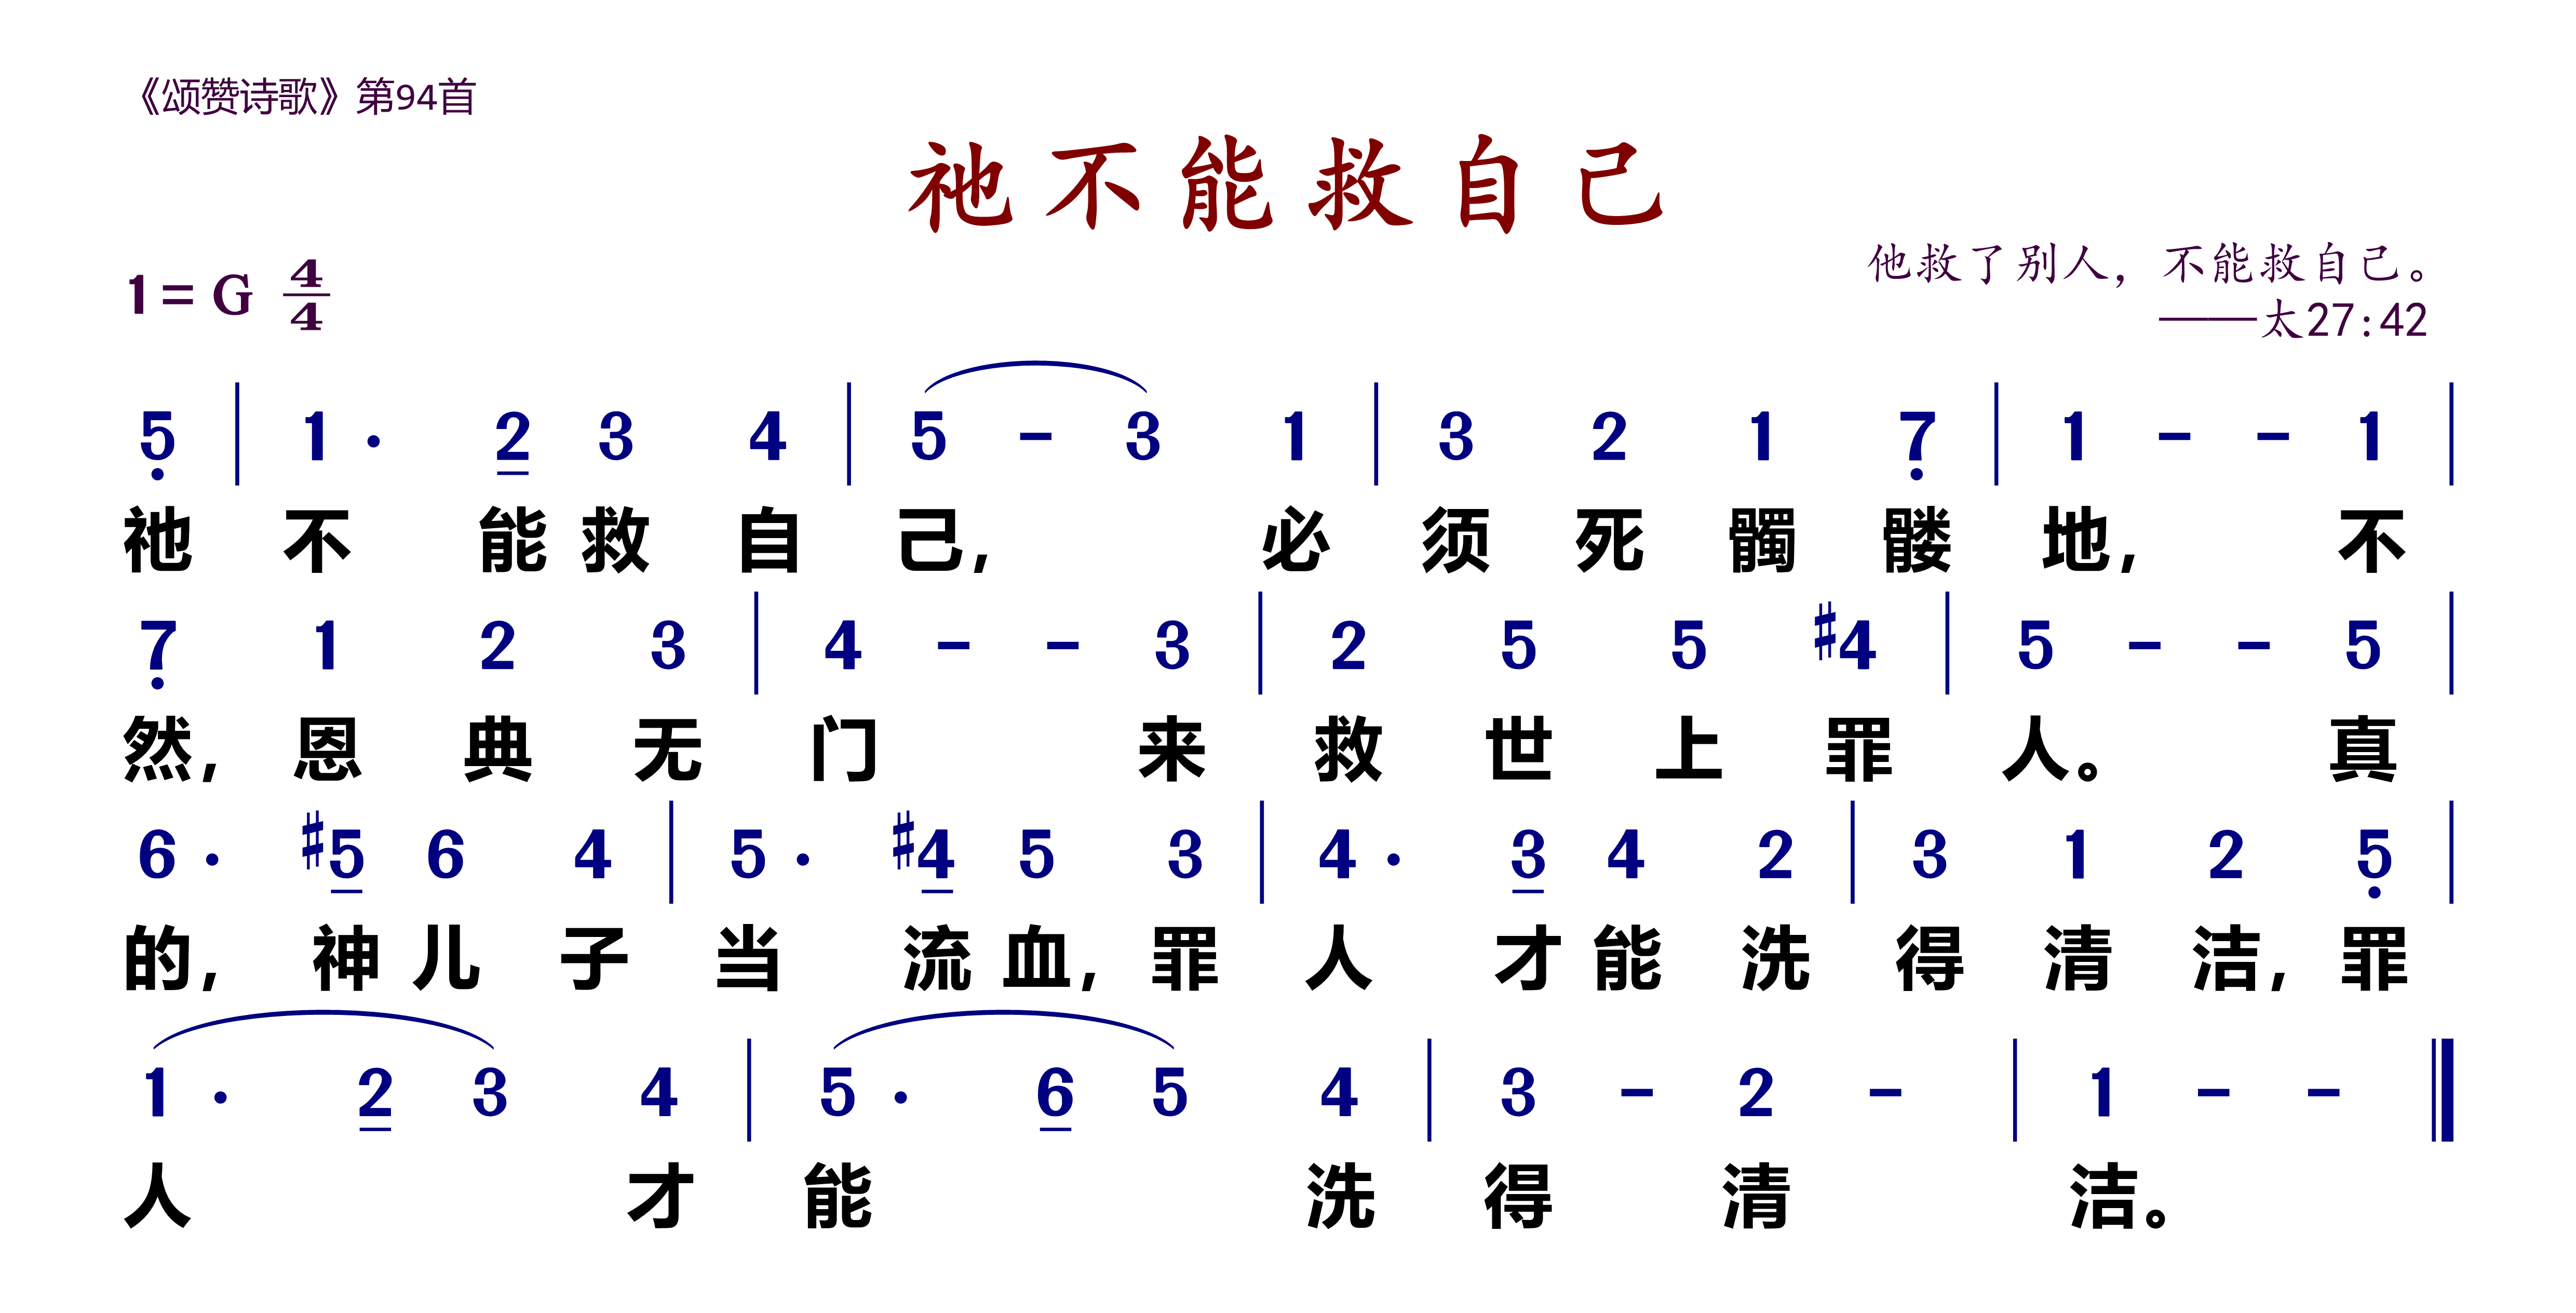 《颂赞诗歌》第94首
祂不能救自己
1= G 4/4
他救了别人，不能救自己。
——太27:42
5̣ | 1 · 2̲ 3 4 | 5 - 3 1 | 3 2 1 7̣ | 1 - - 1 |
祂 不 能 救 自 己， 必 须 死 髑 髅 地， 不
7̣ 1 2 3 | 4 - - 3 | 2 5 5 #4 | 5 - - 5 |
然， 恩 典 无 门 来 救 世 上 罪 人。 真
6 · #5̲ 6 4 | 5 · #4̲ 5 3 | 4 · 3̲ 4 2 | 3 1 2 5̣ |
的， 神 儿 子 当 流 血， 罪 人 才 能 洗 得 清 洁， 罪
1 · 2̲ 3 4 | 5 · 6̲ 5 4 | 3 - 2 - | 1 - - ‖
人 才 能 洗 得 清 洁。